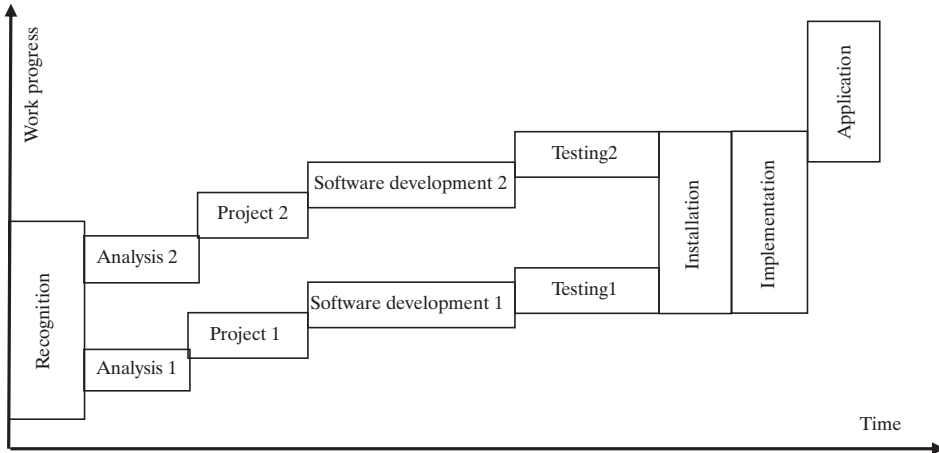 Work progress
Application
Testing2
Software development 2
Project 2
Analysis 2
Recognition
Installation
Implementation
Testing1
Software development 1
Project 1
Analysis 1
Time